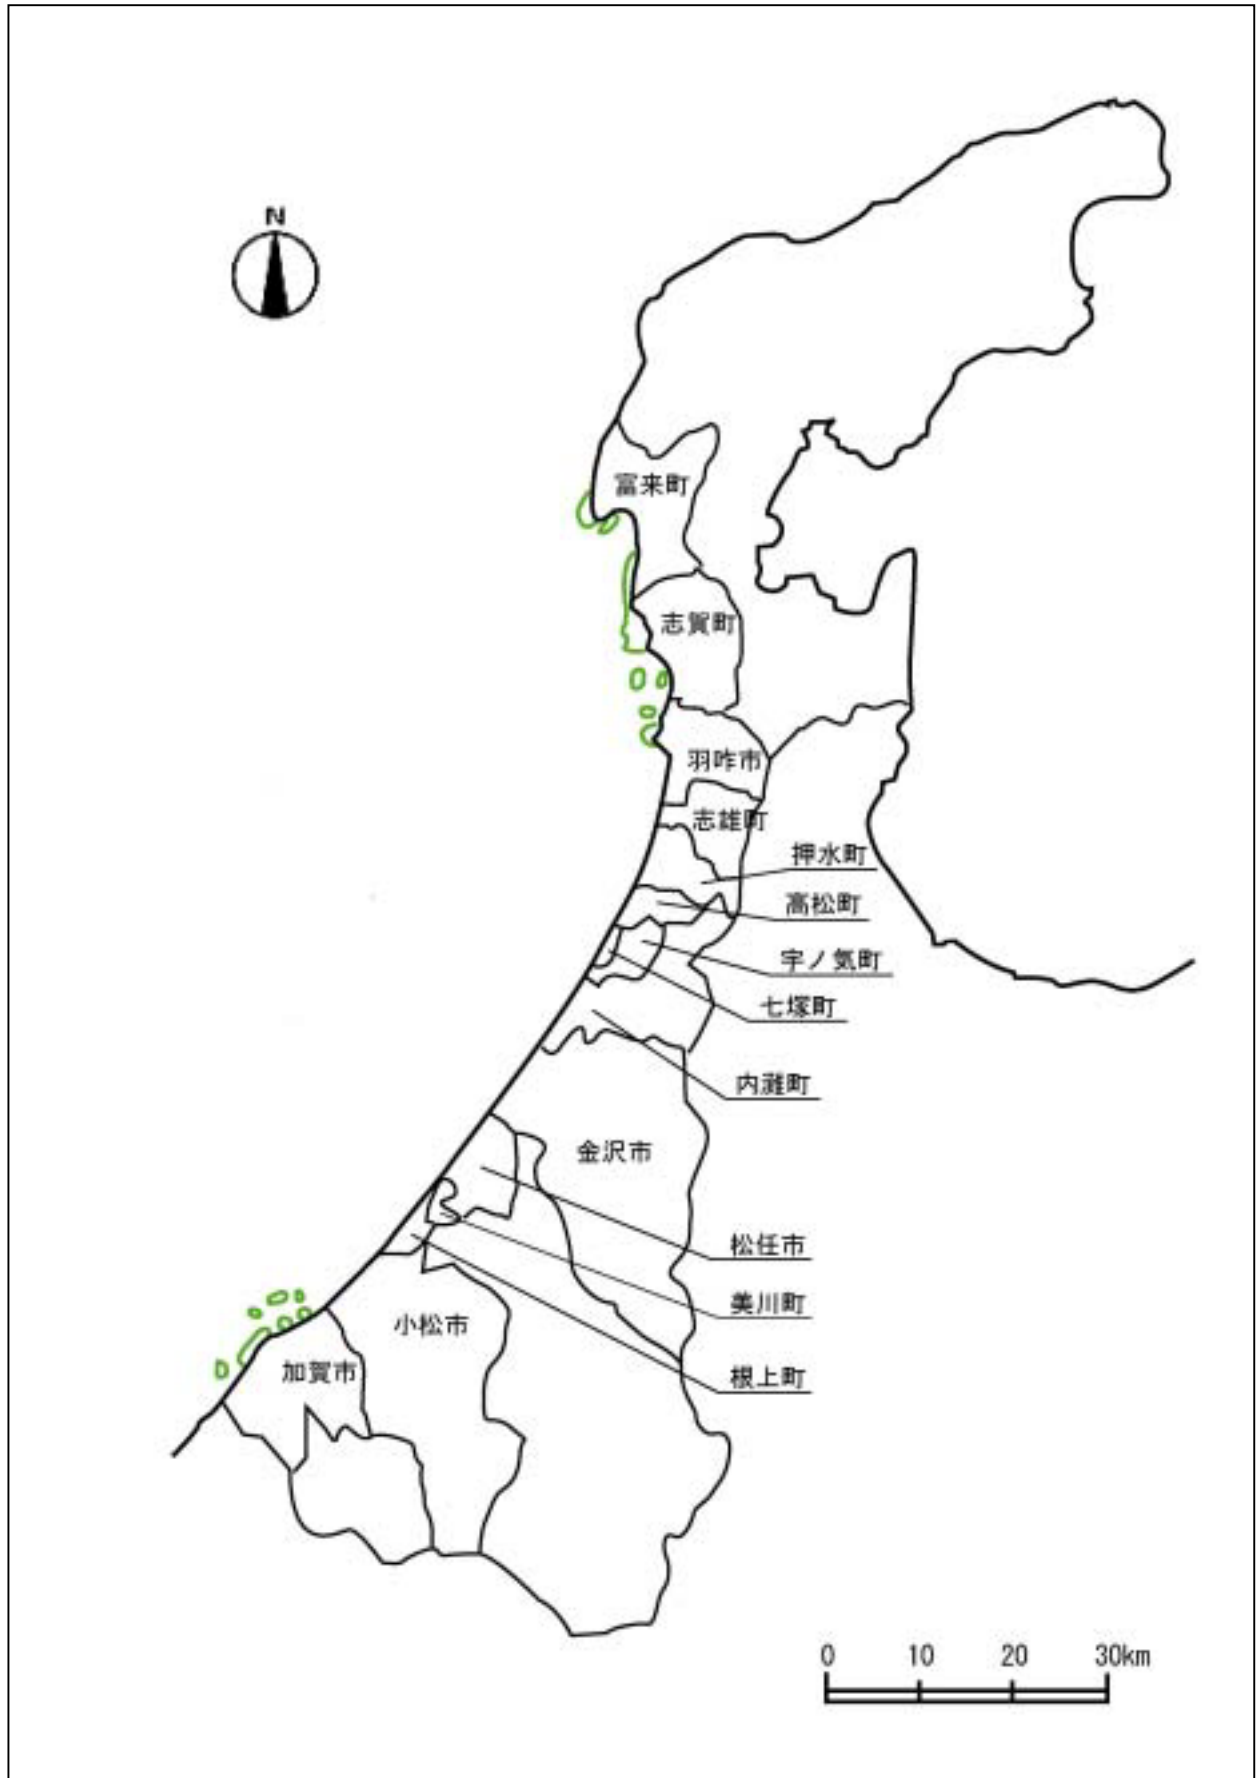 N
富来町
志賀町
羽咋市
志雄町
押水町
高松町
宇ノ気町
七塚町
内灘町
金沢市
松任市
美川町
小松市
加賀市
根上町
0 10 20 30km